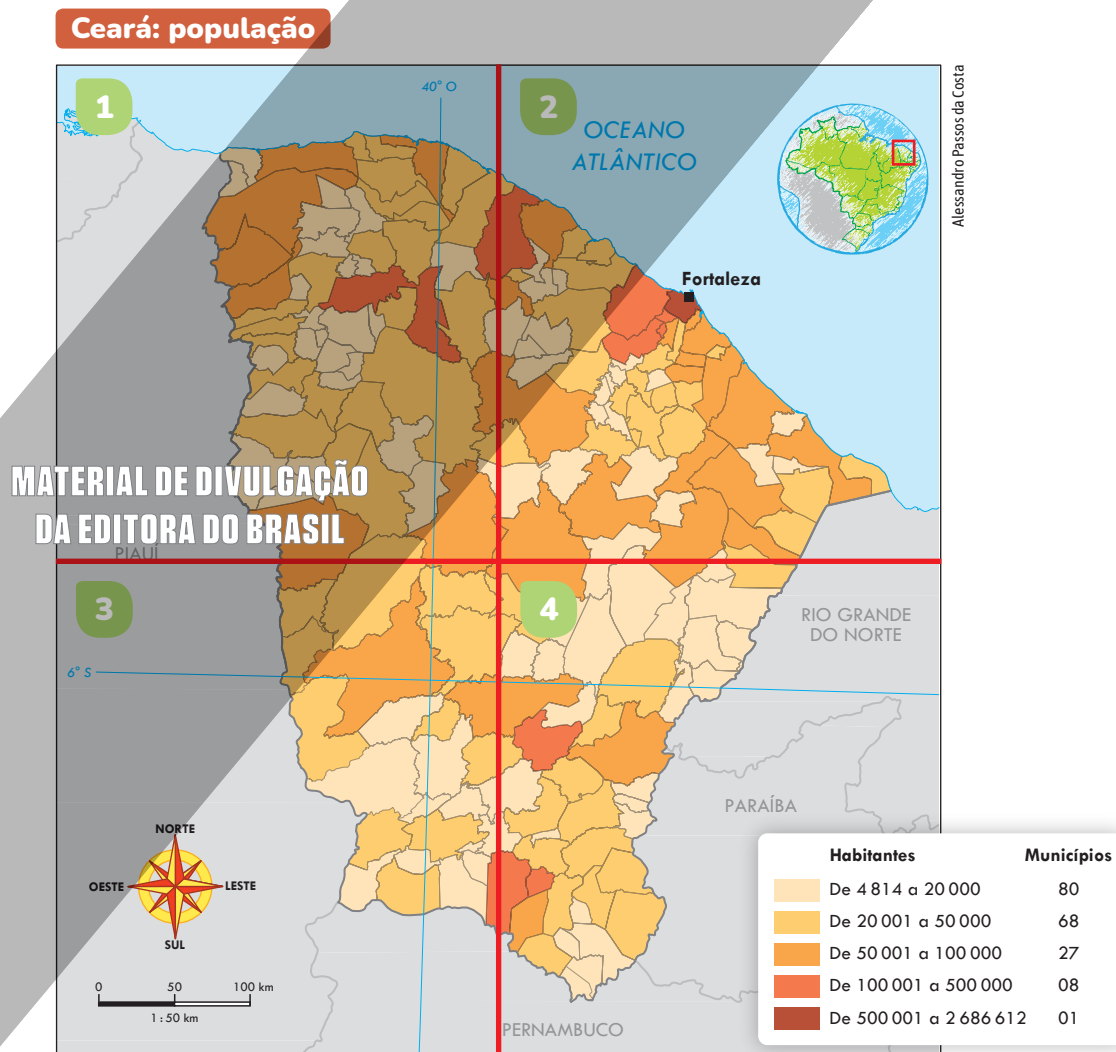 Ceará: população
1
40° O
2
OCEANO
ATLÂNTICO
Alessandro Passos da Costa
Fortaleza
MATERIAL DE DIVULGAÇÃO
DA EDITORA DO BRASIL
PIAUÍ
3
4
RIO GRANDE
DO NORTE
6° S
PARAÍBA
NORTE
OESTE
LESTE
SUL
0 50 100 km
1 : 50 km
PERNAMBUCO
Habitantes Municípios
De 4 814 a 20 000 80
De 20 001 a 50 000 68
De 50 001 a 100 000 27
De 100 001 a 500 000 08
De 500 001 a 2 686 612 01